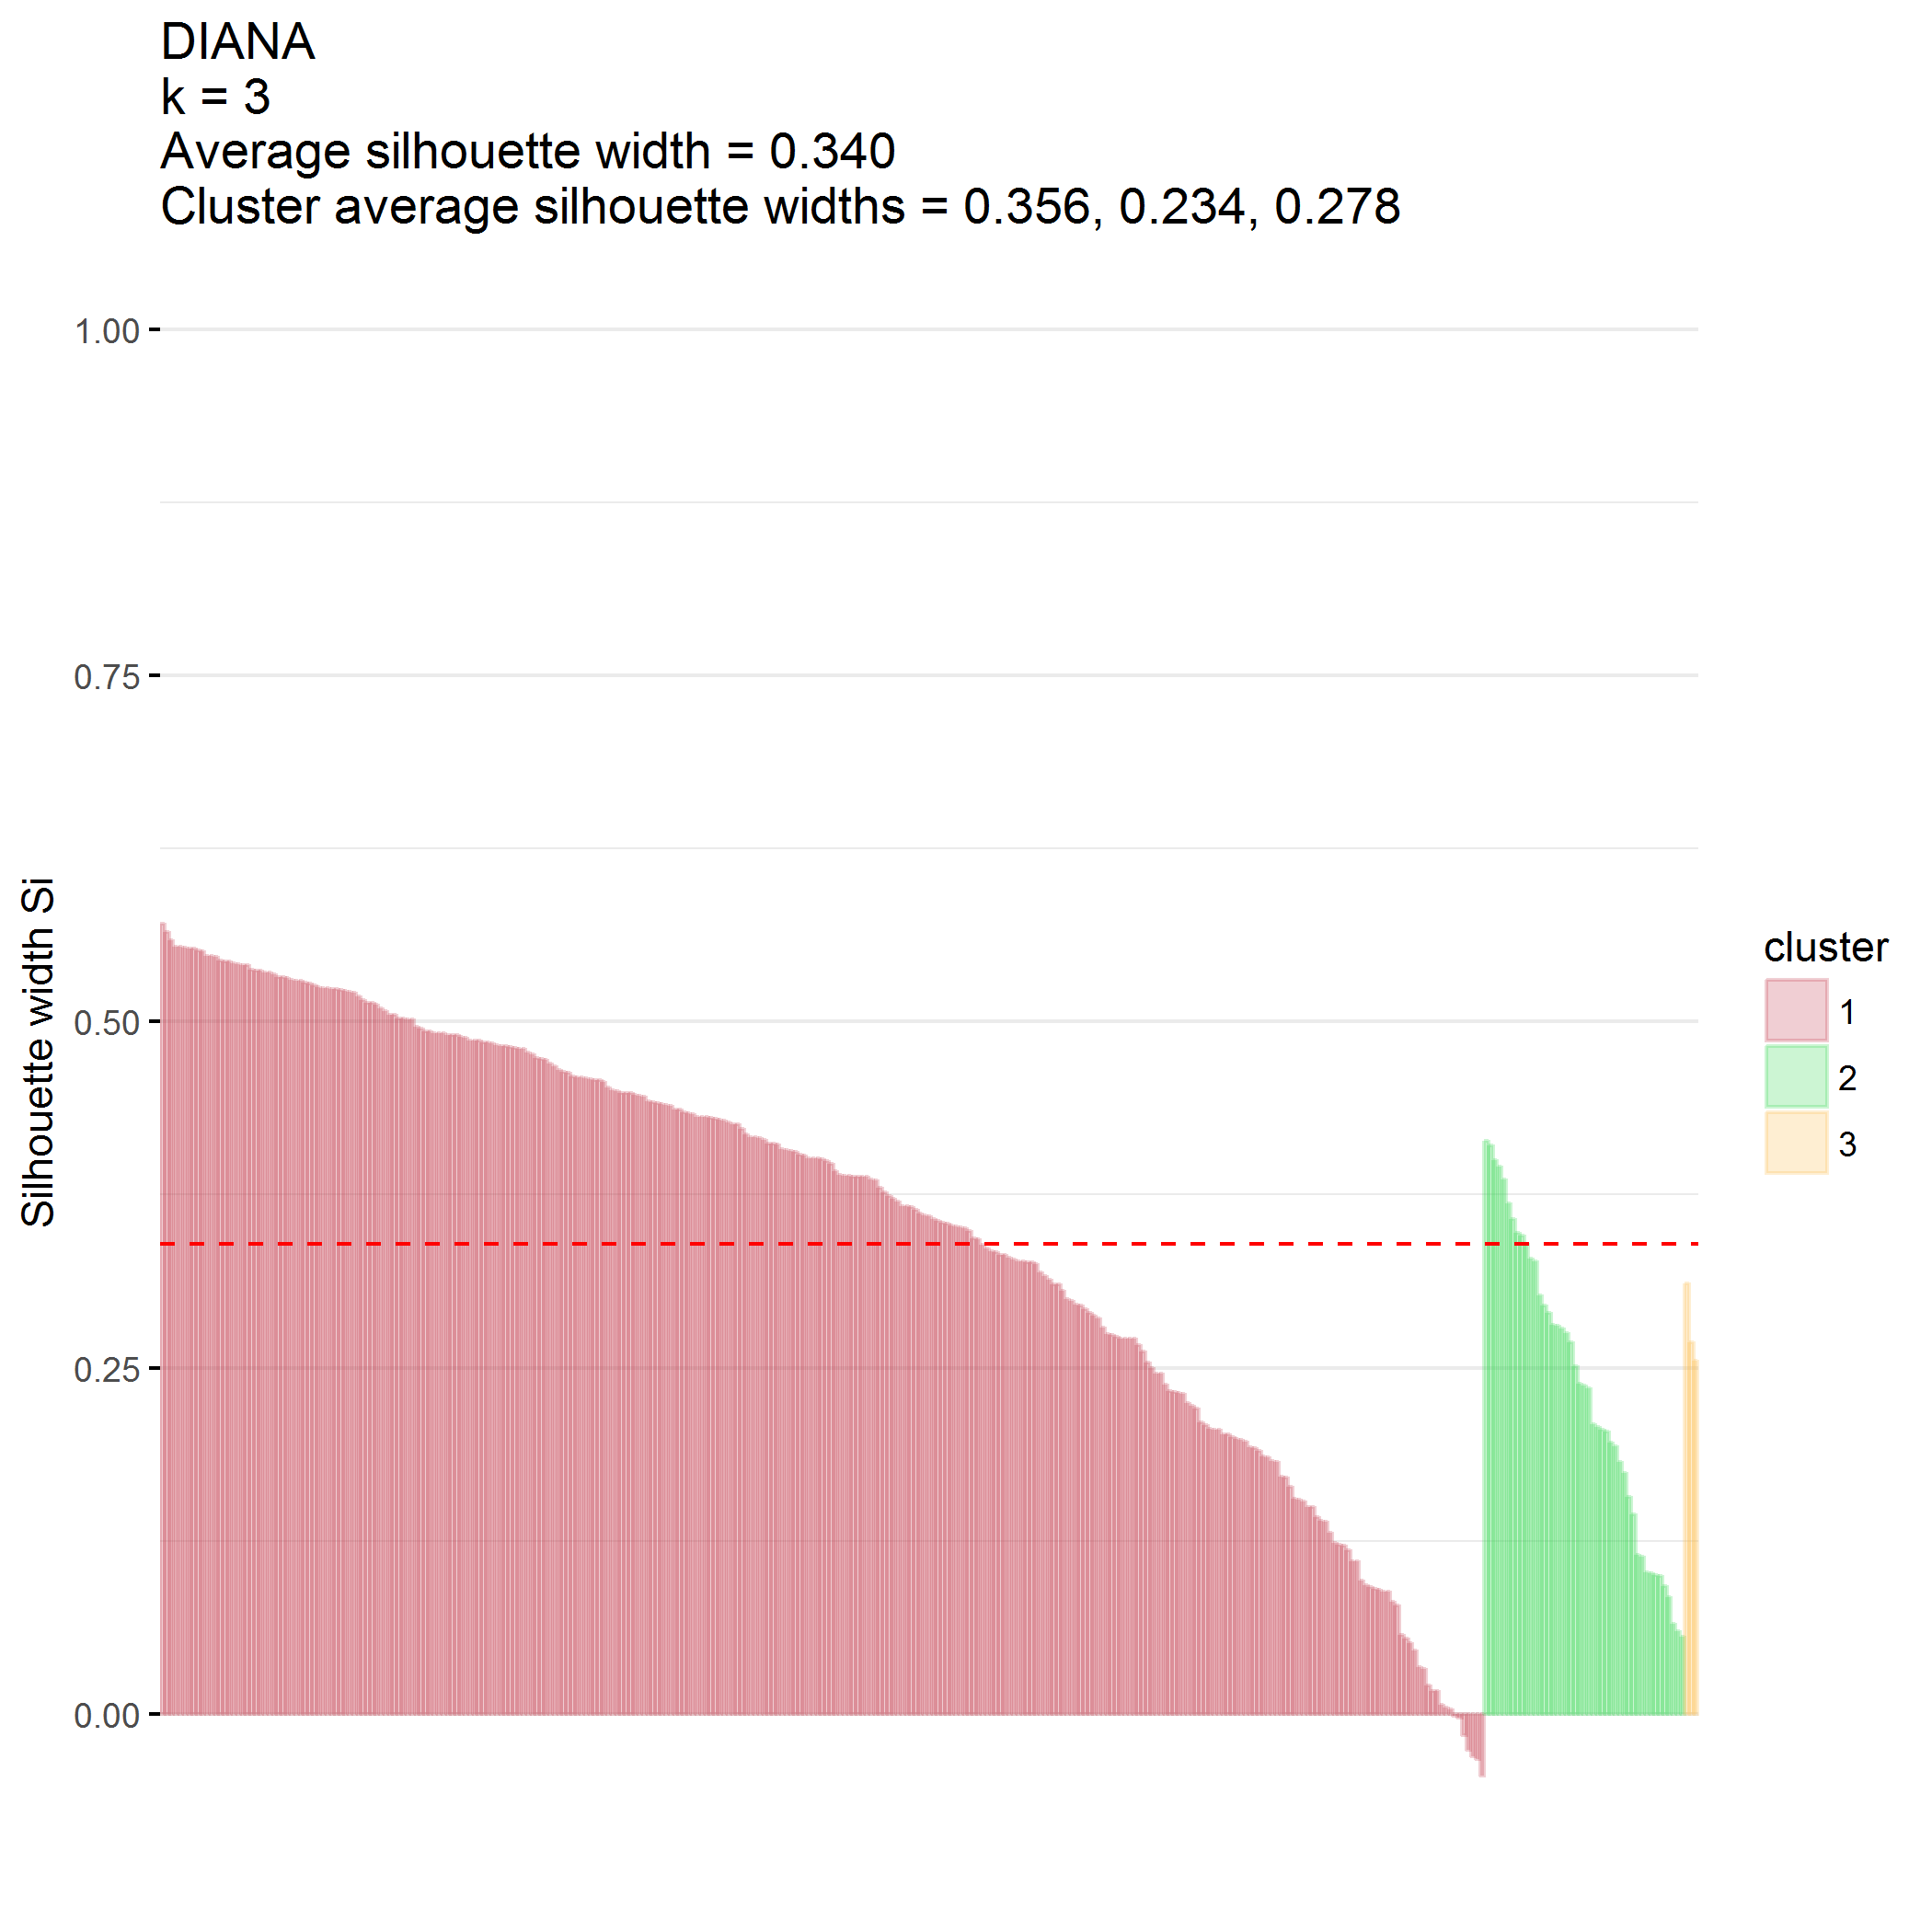 DIANA
k = 3
Average silhouette width = 0.340
Cluster average silhouette widths = 0.356, 0.234, 0.278
1.00
0.75
0.50
0.25
0.00
Silhouette width Si
cluster
1
2
3